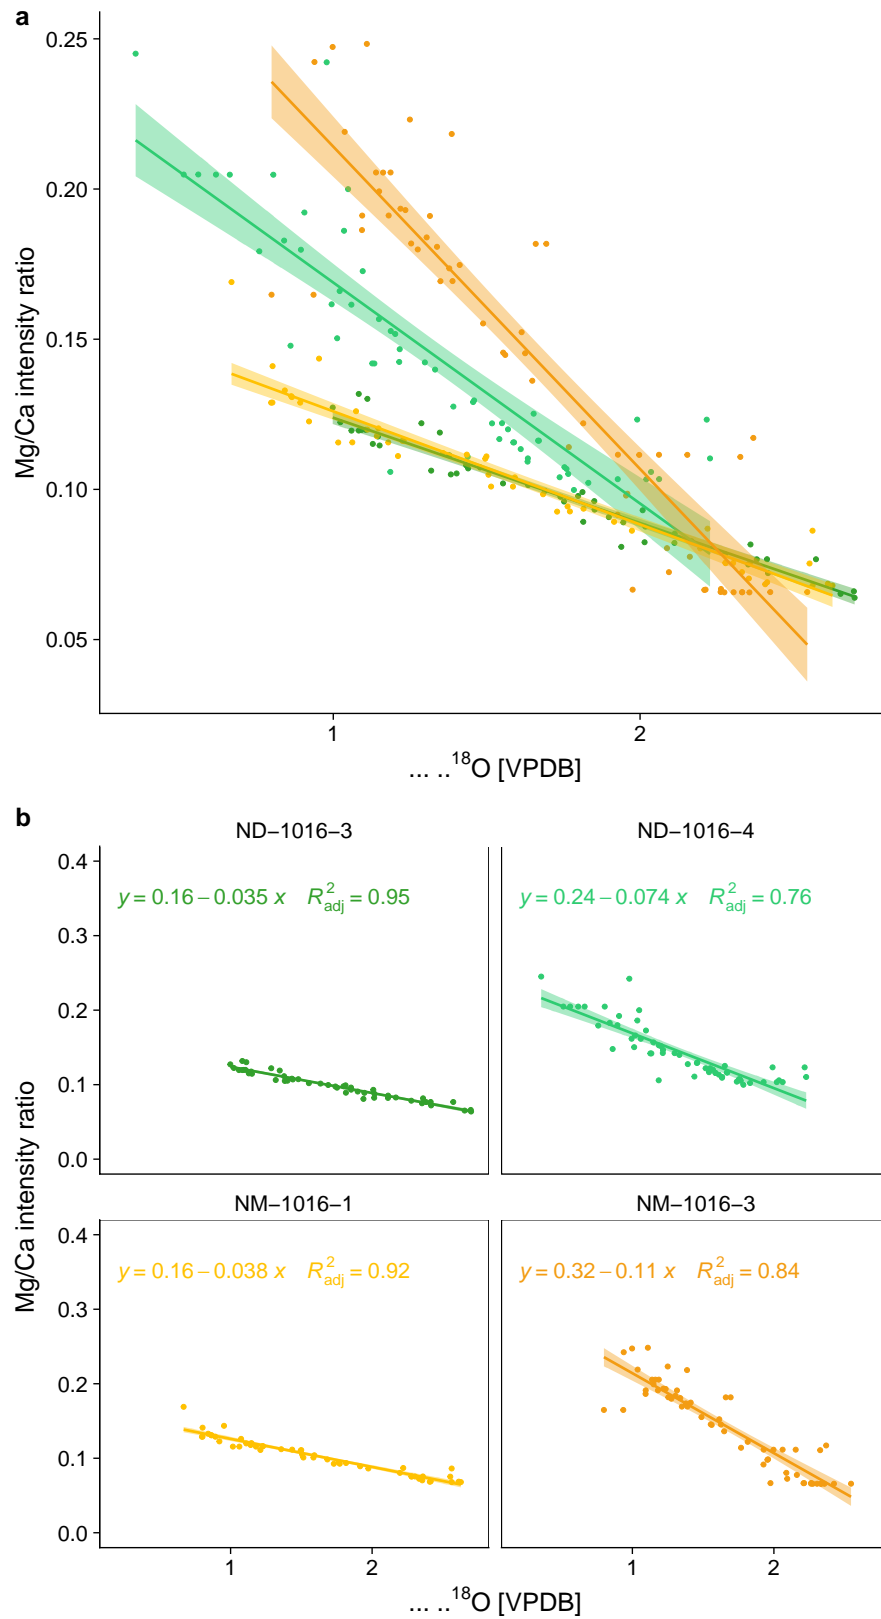 a
0.25
0.20
0.15
0.10
0.05
Mg/Ca intensity ratio
1 2
... ..¹⁸O [VPDB]
b
ND−1016−3 ND−1016−4
0.4
0.3
0.2
0.1
0.0
y = 0.16 − 0.035 x R²adj = 0.95
y = 0.24 − 0.074 x R²adj = 0.76
Mg/Ca intensity ratio
NM−1016−1 NM−1016−3
0.4
0.3
0.2
0.1
0.0
y = 0.16 − 0.038 x R²adj = 0.92
y = 0.32 − 0.11 x R²adj = 0.84
1 2 1 2
... ..¹⁸O [VPDB]